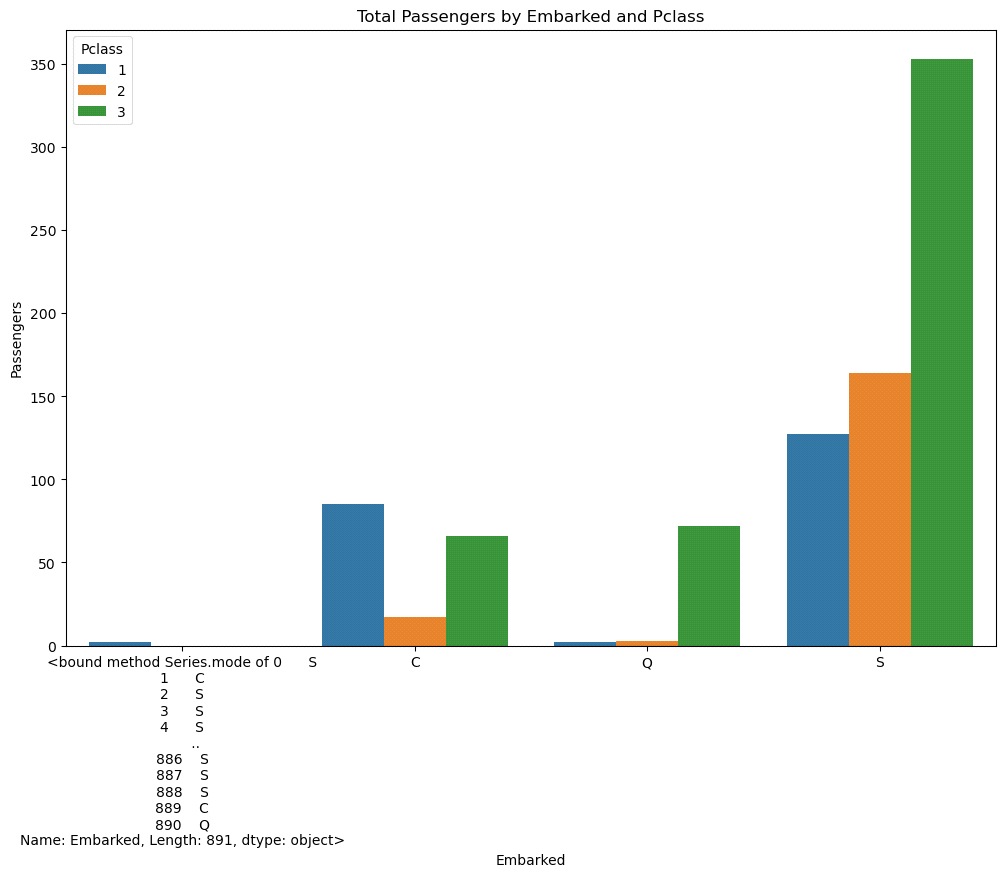 Total Passengers by Embarked and Pclass
Pclass
1
2
3
350
300
250
200
150
100
50
0
Passengers
<bound method Series.mode of 0      S
1      C
2      S
3      S
4      S
..
886    S
887    S
888    S
889    C
890    Q
Name: Embarked, Length: 891, dtype: object>
C
Q
S
Embarked